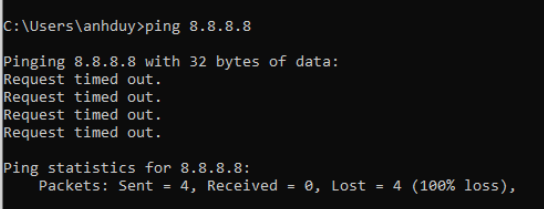 C:\Users\anhduy>ping 8.8.8.8
Pinging 8.8.8.8 with 32 bytes of data:
Request timed out.
Request timed out.
Request timed out.
Request timed out.
Ping statistics for 8.8.8.8:
    Packets: Sent = 4, Received = 0, Lost = 4 (100% loss),